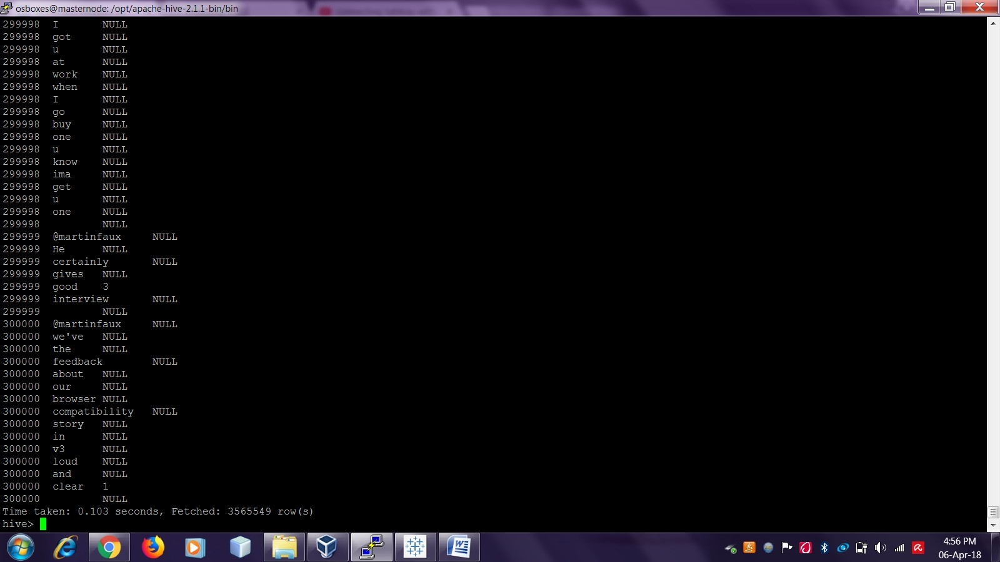 osboxes@masternode: /opt/apache-hive-2.1.1-bin/bin
299998 I NULL
299998 got NULL
299998 u NULL
299998 at NULL
299998 work NULL
299998 when NULL
299998 I NULL
299998 go NULL
299998 buy NULL
299998 one NULL
299998 u NULL
299998 know NULL
299998 ima NULL
299998 get NULL
299998 u NULL
299998 one NULL
299998 NULL
299999 @martinfaux NULL
299999 He NULL
299999 certainly NULL
299999 gives NULL
299999 good 3
299999 interview NULL
299999 NULL
300000 @martinfaux NULL
300000 we've NULL
300000 the NULL
300000 feedback NULL
300000 about NULL
300000 our NULL
300000 browser NULL
300000 compatibility NULL
300000 story NULL
300000 in NULL
300000 v3 NULL
300000 loud NULL
300000 and NULL
300000 clear 1
300000 NULL
Time taken: 0.103 seconds, Fetched: 3565549 row(s)
hive>
4:56 PM
06-Apr-18